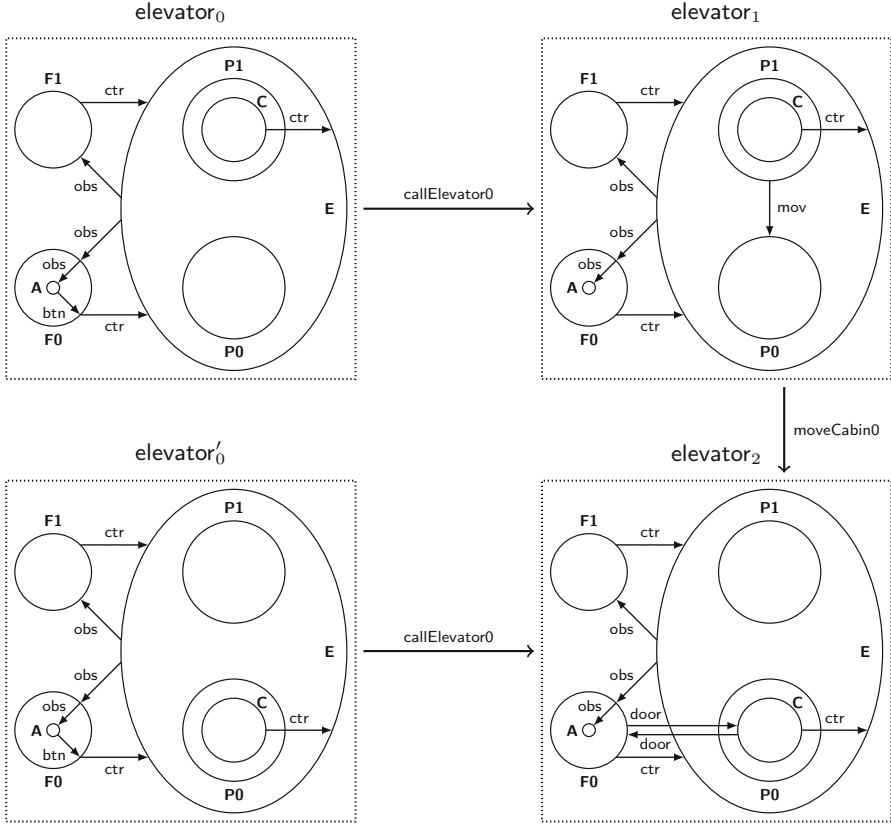 elevator₀ elevator₁
F1 ctr P1 C ctr obs obs obs A btn F0 ctr E P0
callElevator0
F1 ctr P1 C ctr obs mov obs obs A F0 ctr E P0
moveCabin0
elevator′₀ elevator₂
F1 ctr P1 obs E obs obs A btn F0 ctr C ctr P0
callElevator0
F1 ctr P1 obs E obs obs A door door F0 ctr C ctr P0